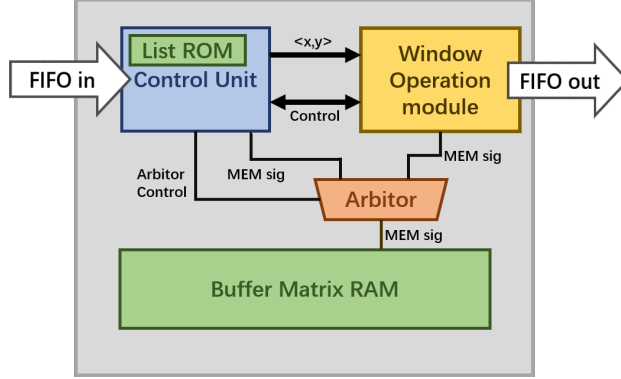 List ROM
<x,y>
Window
Operation
module
FIFO in
Control Unit
FIFO out
Control
Arbitor
Control
MEM sig
MEM sig
Arbitor
MEM sig
Buffer Matrix RAM